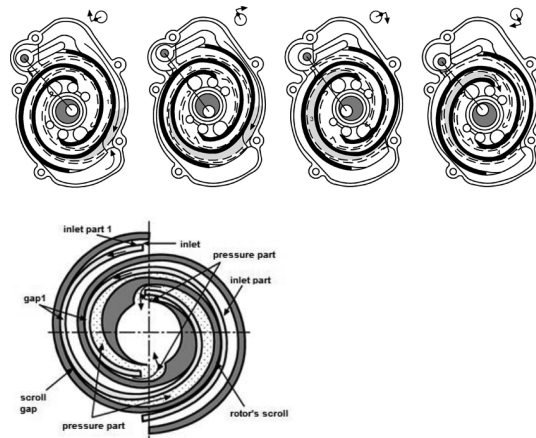 inlet part 1
inlet
pressure part
inlet part
gap1
scroll
gap
pressure part
rotor's scroll